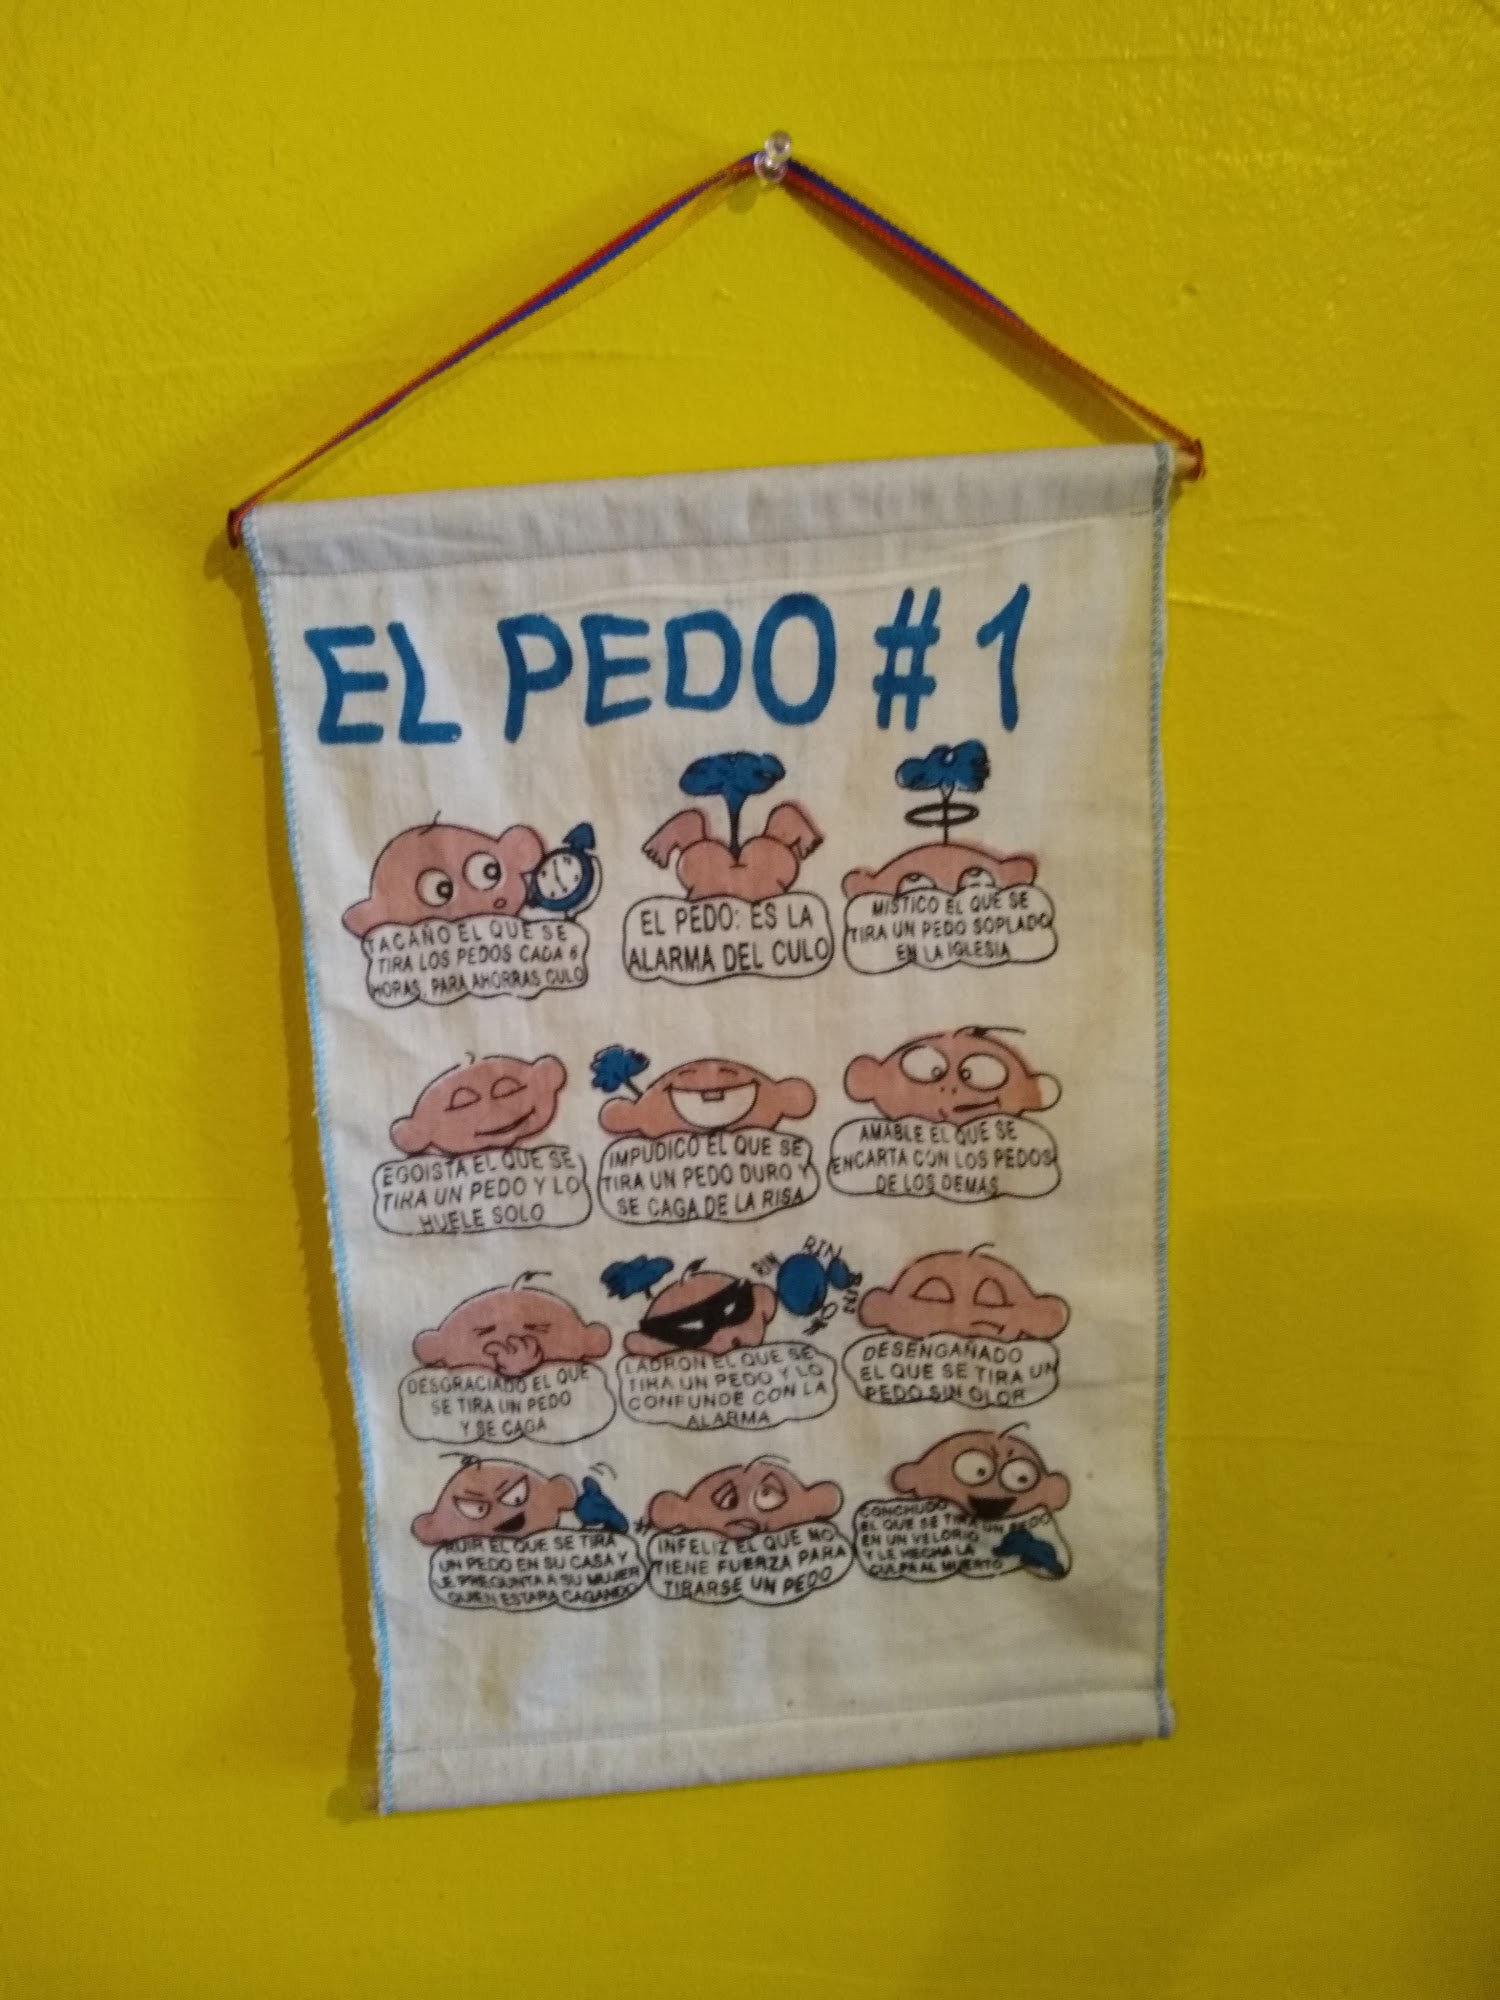 EL PEDO #1
TACAÑO EL QUE SE
TIRA LOS PEDOS CADA 6
HORAS, PARA AHORRAS CULO
EL PEDO: ES LA
ALARMA DEL CULO
MISTICO EL QUE SE
TIRA UN PEDO SOPLADO
EN LA IGLESIA
EGOISTA EL QUE SE
TIRA UN PEDO Y LO
HUELE SOLO
IMPUDICO EL QUE SE
TIRA UN PEDO DURO Y
SE CAGA DE LA RISA
AMABLE EL QUE SE
ENCARTA CON LOS PEDOS
DE LOS DEMAS
DESGRACIADO EL QUE
SE TIRA UN PEDO
Y SE CAGA
RIN
RIN
RIN
LADRON EL QUE SE
TIRA UN PEDO Y LO
CONFUNDE CON LA
ALARMA
DESENGAÑADO
EL QUE SE TIRA UN
PEDO SIN OLOR
RUIR EL QUE SE TIRA
UN PEDO EN SU CASA Y
LE PREGUNTA A SU MUJER
QUIEN ESTARA CAGANDO
INFELIZ EL QUE NO
TIENE FUERZA PARA
TIRARSE UN PEDO
CONCHUDO
EL QUE SE TIRA UN PEDO
EN UN VELORIO
Y LE HECHA LA
CULPA AL MUERTO